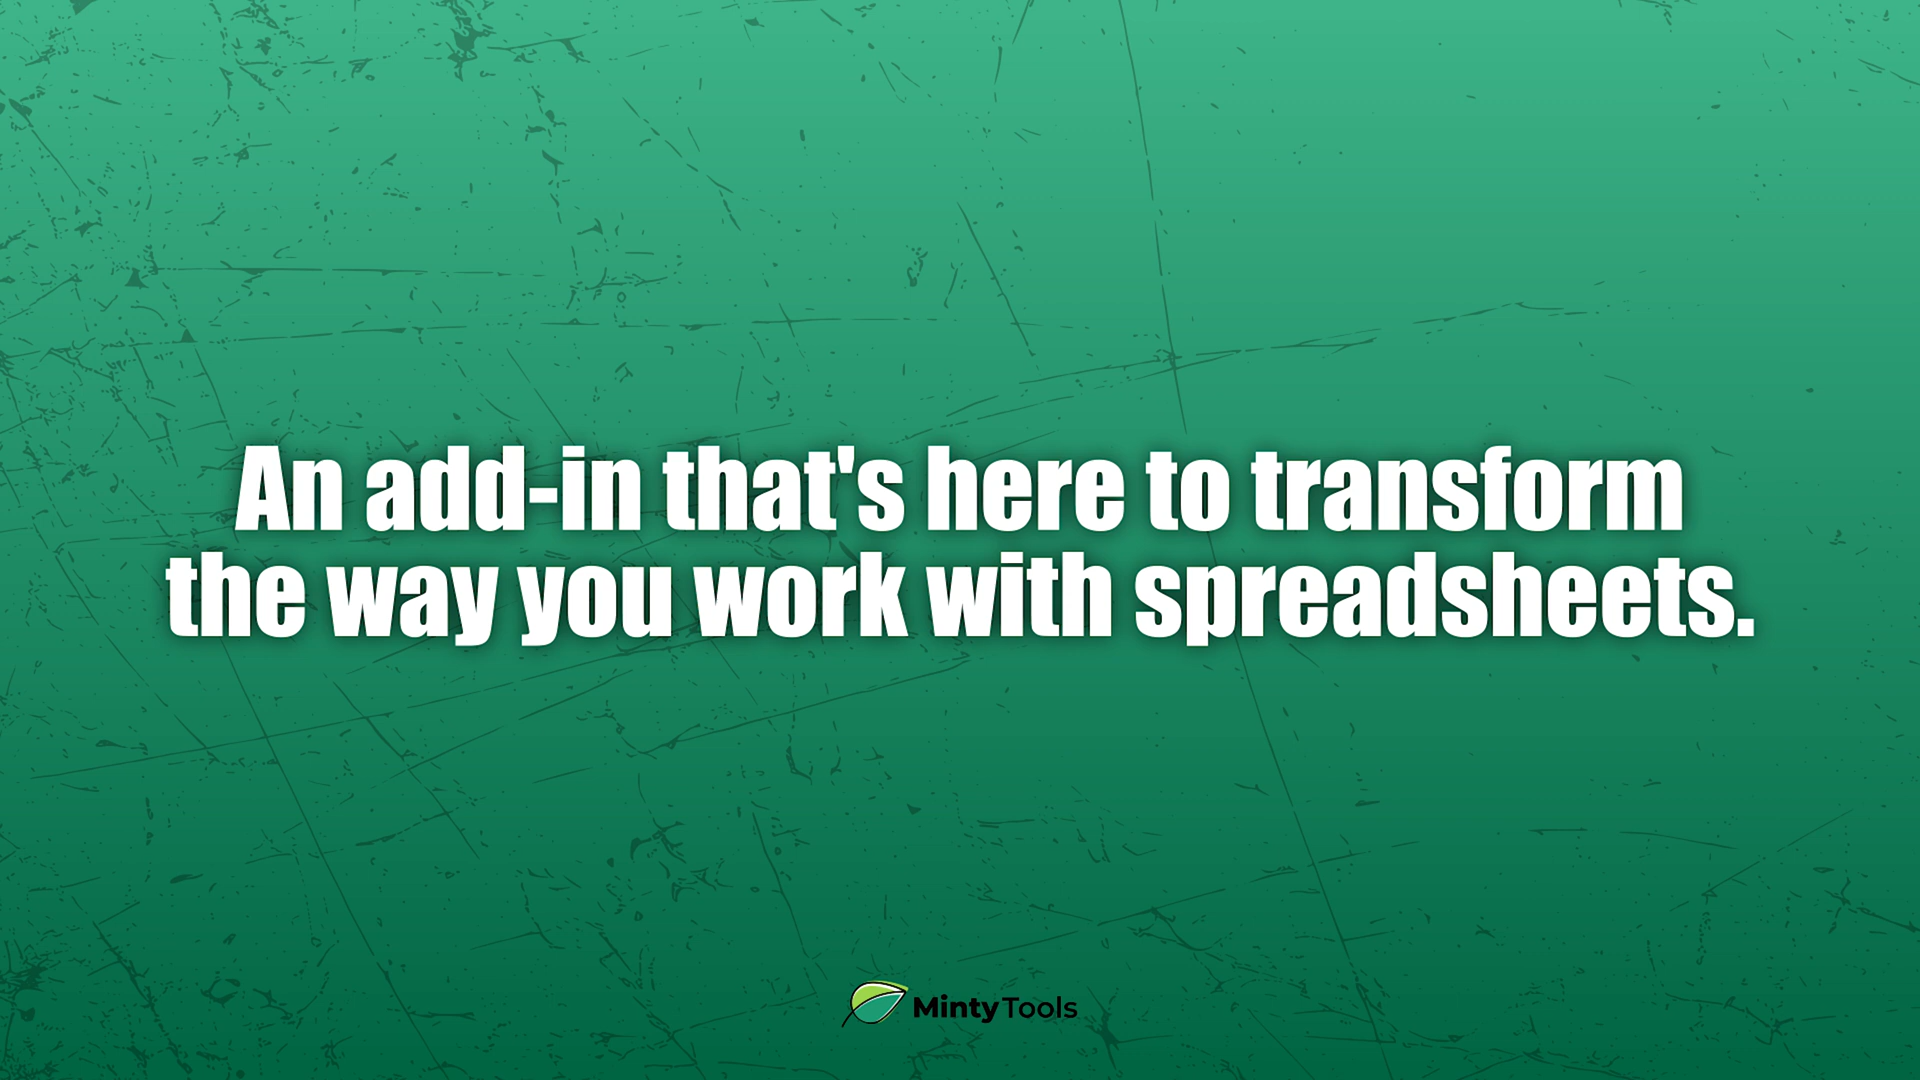 An add-in that's here to transform
the way you work with spreadsheets.
MintyTools